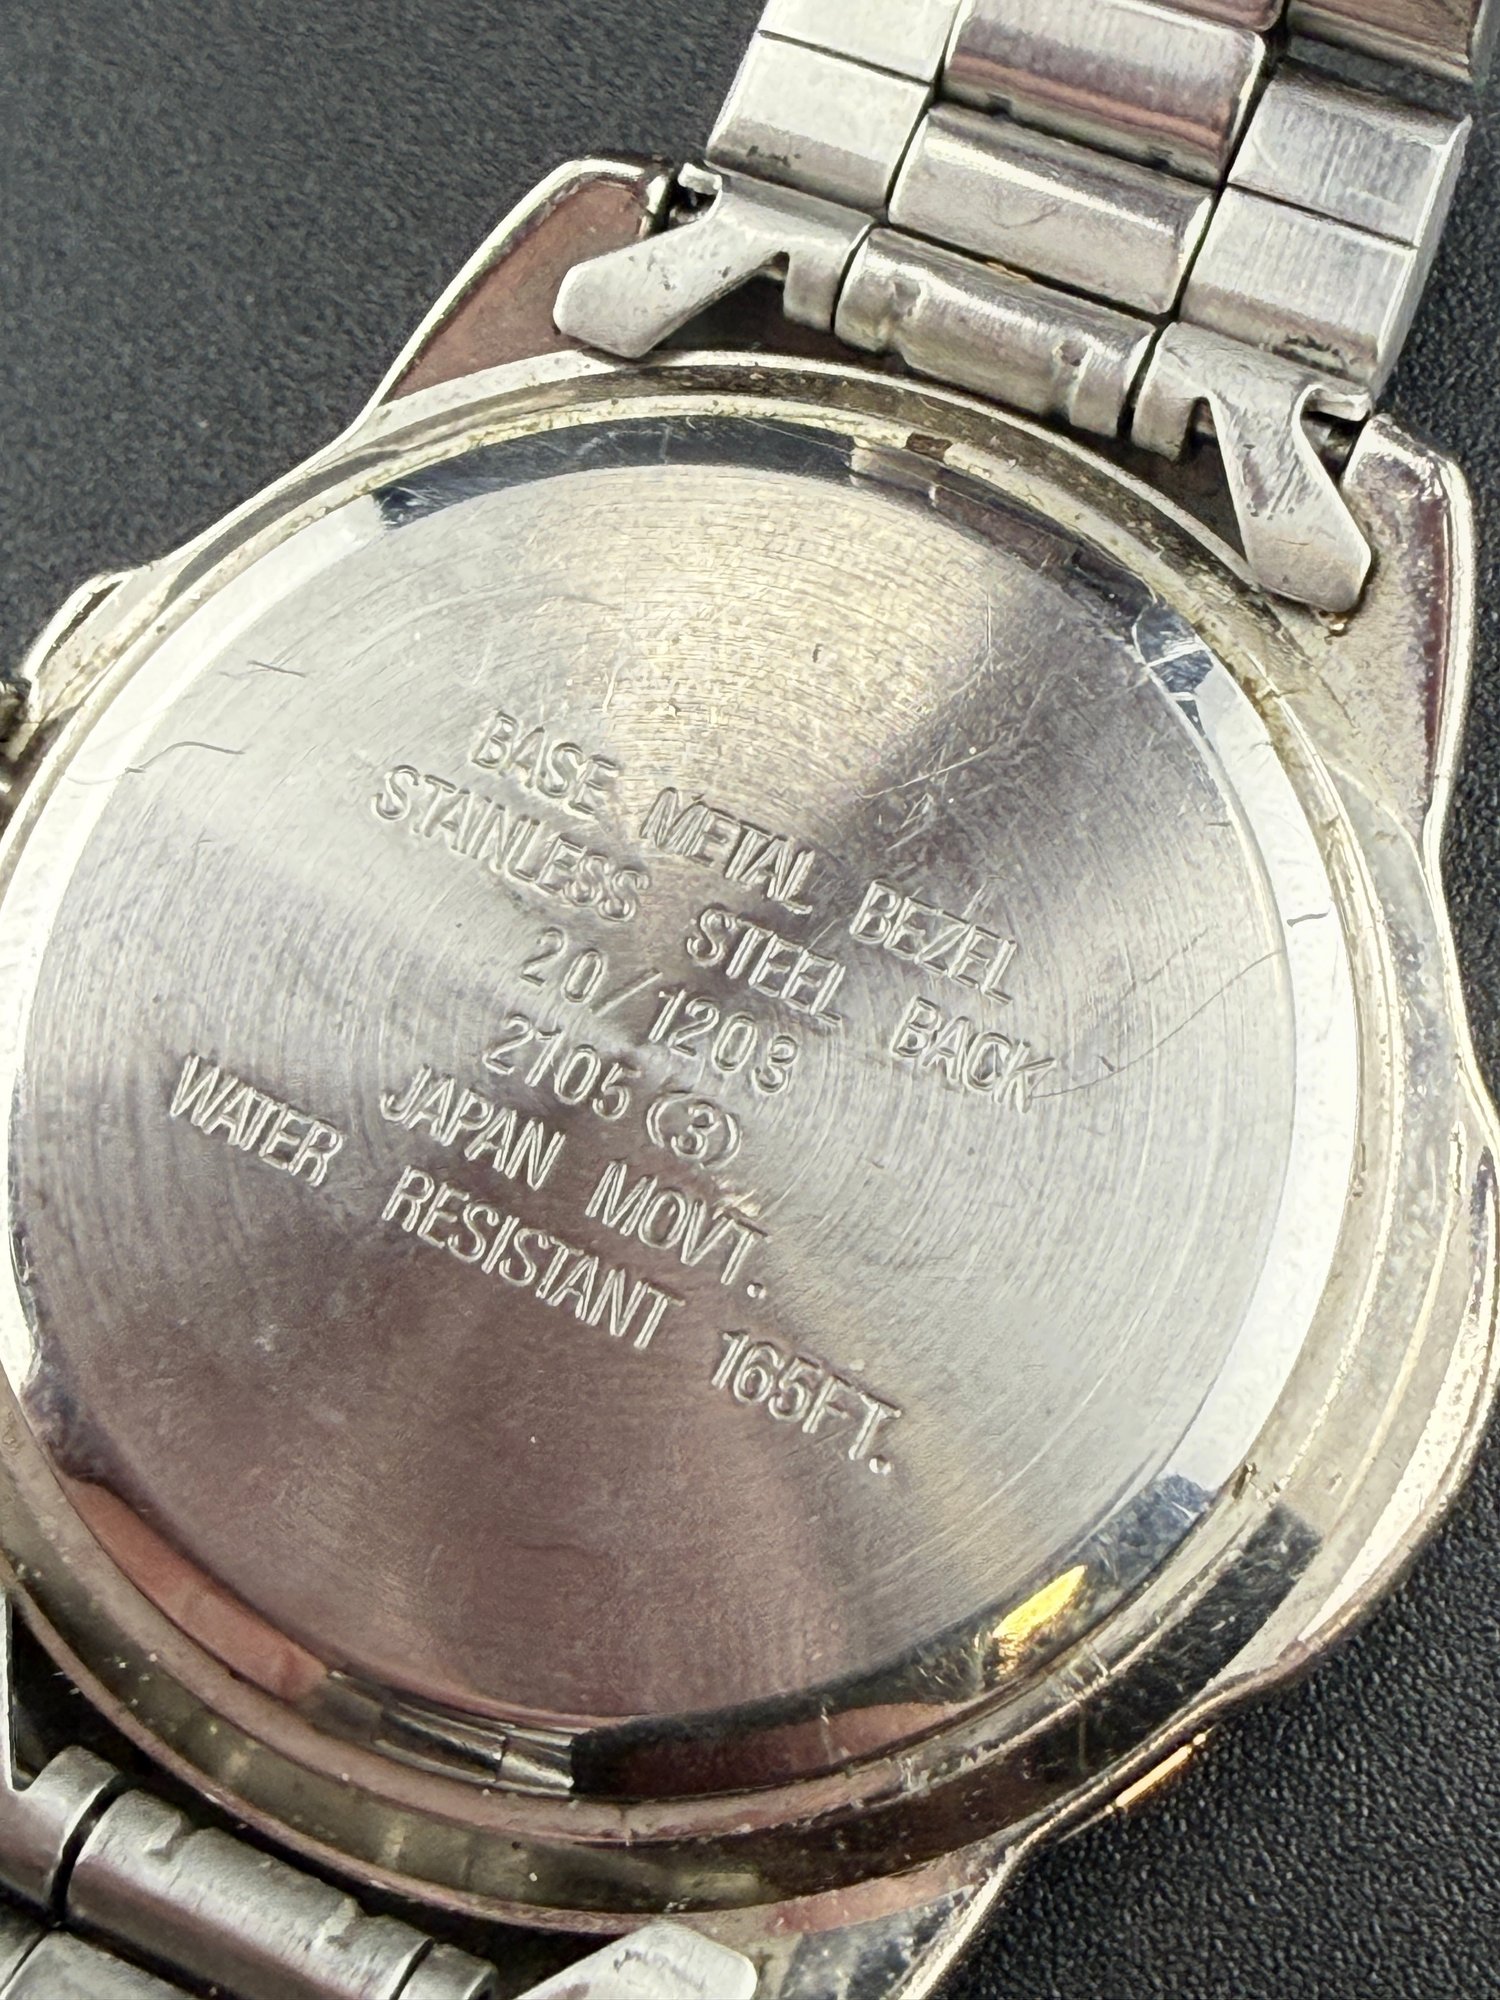 BASE METAL BEZEL
STAINLESS STEEL BACK
20/1203
2105 (3)
JAPAN MOVT.
WATER RESISTANT 165FT.